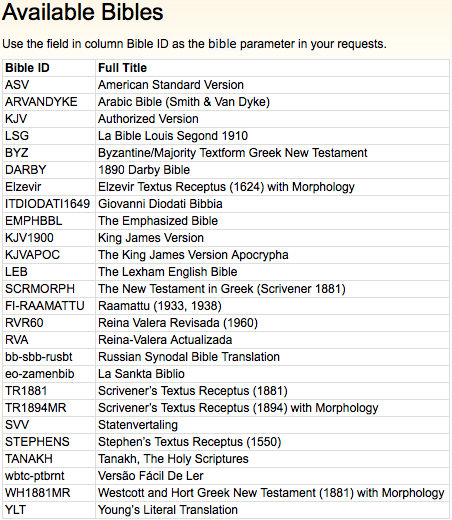 Available Bibles
Use the field in column Bible ID as the bible parameter in your requests.
Bible ID Full Title
ASV American Standard Version
ARVANDYKE Arabic Bible (Smith & Van Dyke)
KJV Authorized Version
LSG La Bible Louis Segond 1910
BYZ Byzantine/Majority Textform Greek New Testament
DARBY 1890 Darby Bible
Elzevir Elzevir Textus Receptus (1624) with Morphology
ITDIODATI1649 Giovanni Diodati Bibbia
EMPHBBL The Emphasized Bible
KJV1900 King James Version
KJVAPOC The King James Version Apocrypha
LEB The Lexham English Bible
SCRMORPH The New Testament in Greek (Scrivener 1881)
FI-RAAMATTU Raamattu (1933, 1938)
RVR60 Reina Valera Revisada (1960)
RVA Reina-Valera Actualizada
bb-sbb-rusbt Russian Synodal Bible Translation
eo-zamenbib La Sankta Biblio
TR1881 Scrivener’s Textus Receptus (1881)
TR1894MR Scrivener’s Textus Receptus (1894) with Morphology
SVV Statenvertaling
STEPHENS Stephen’s Textus Receptus (1550)
TANAKH Tanakh, The Holy Scriptures
wbtc-ptbrnt Versão Fácil De Ler
WH1881MR Westcott and Hort Greek New Testament (1881) with Morphology
YLT Young’s Literal Translation